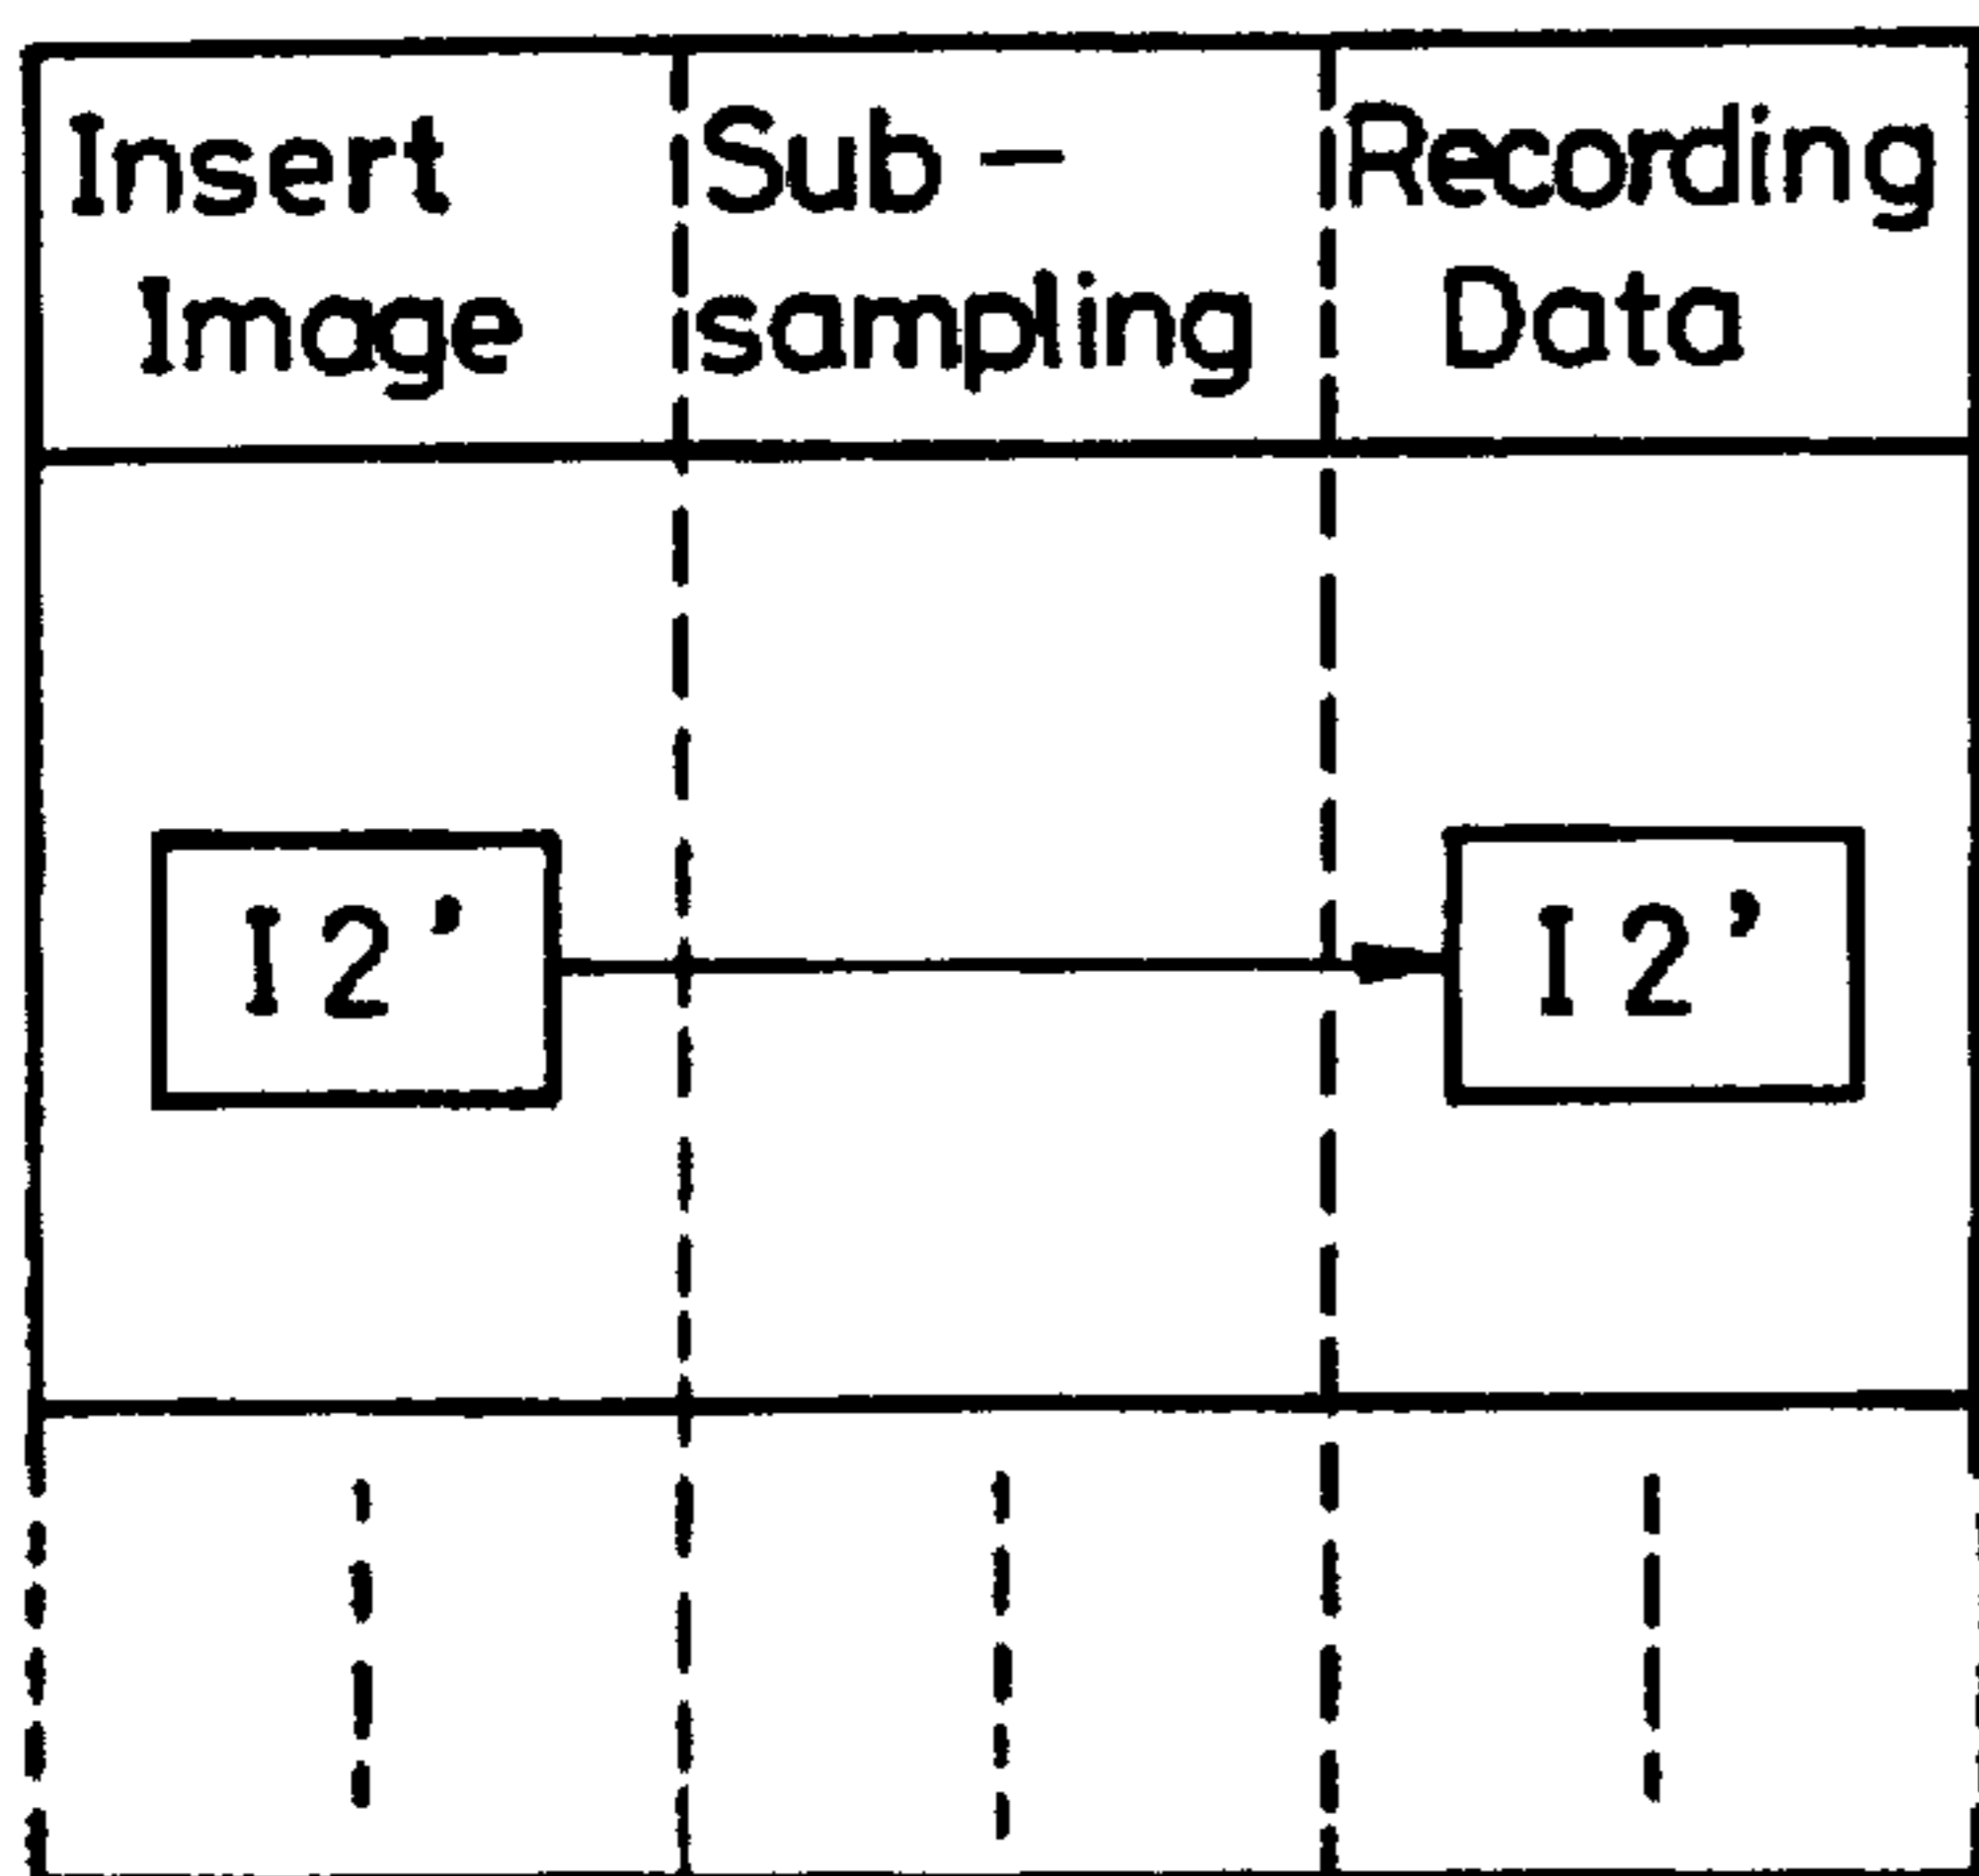 Insert
Image
Sub-
sampling
Recording
Data
I2'
I2'